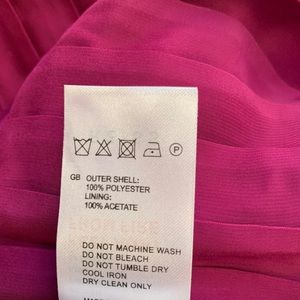 P
GB OUTER SHELL:
100% POLYESTER
LINING:
100% ACETATE
DO NOT MACHINE WASH
DO NOT BLEACH
DO NOT TUMBLE DRY
COOL IRON
DRY CLEAN ONLY